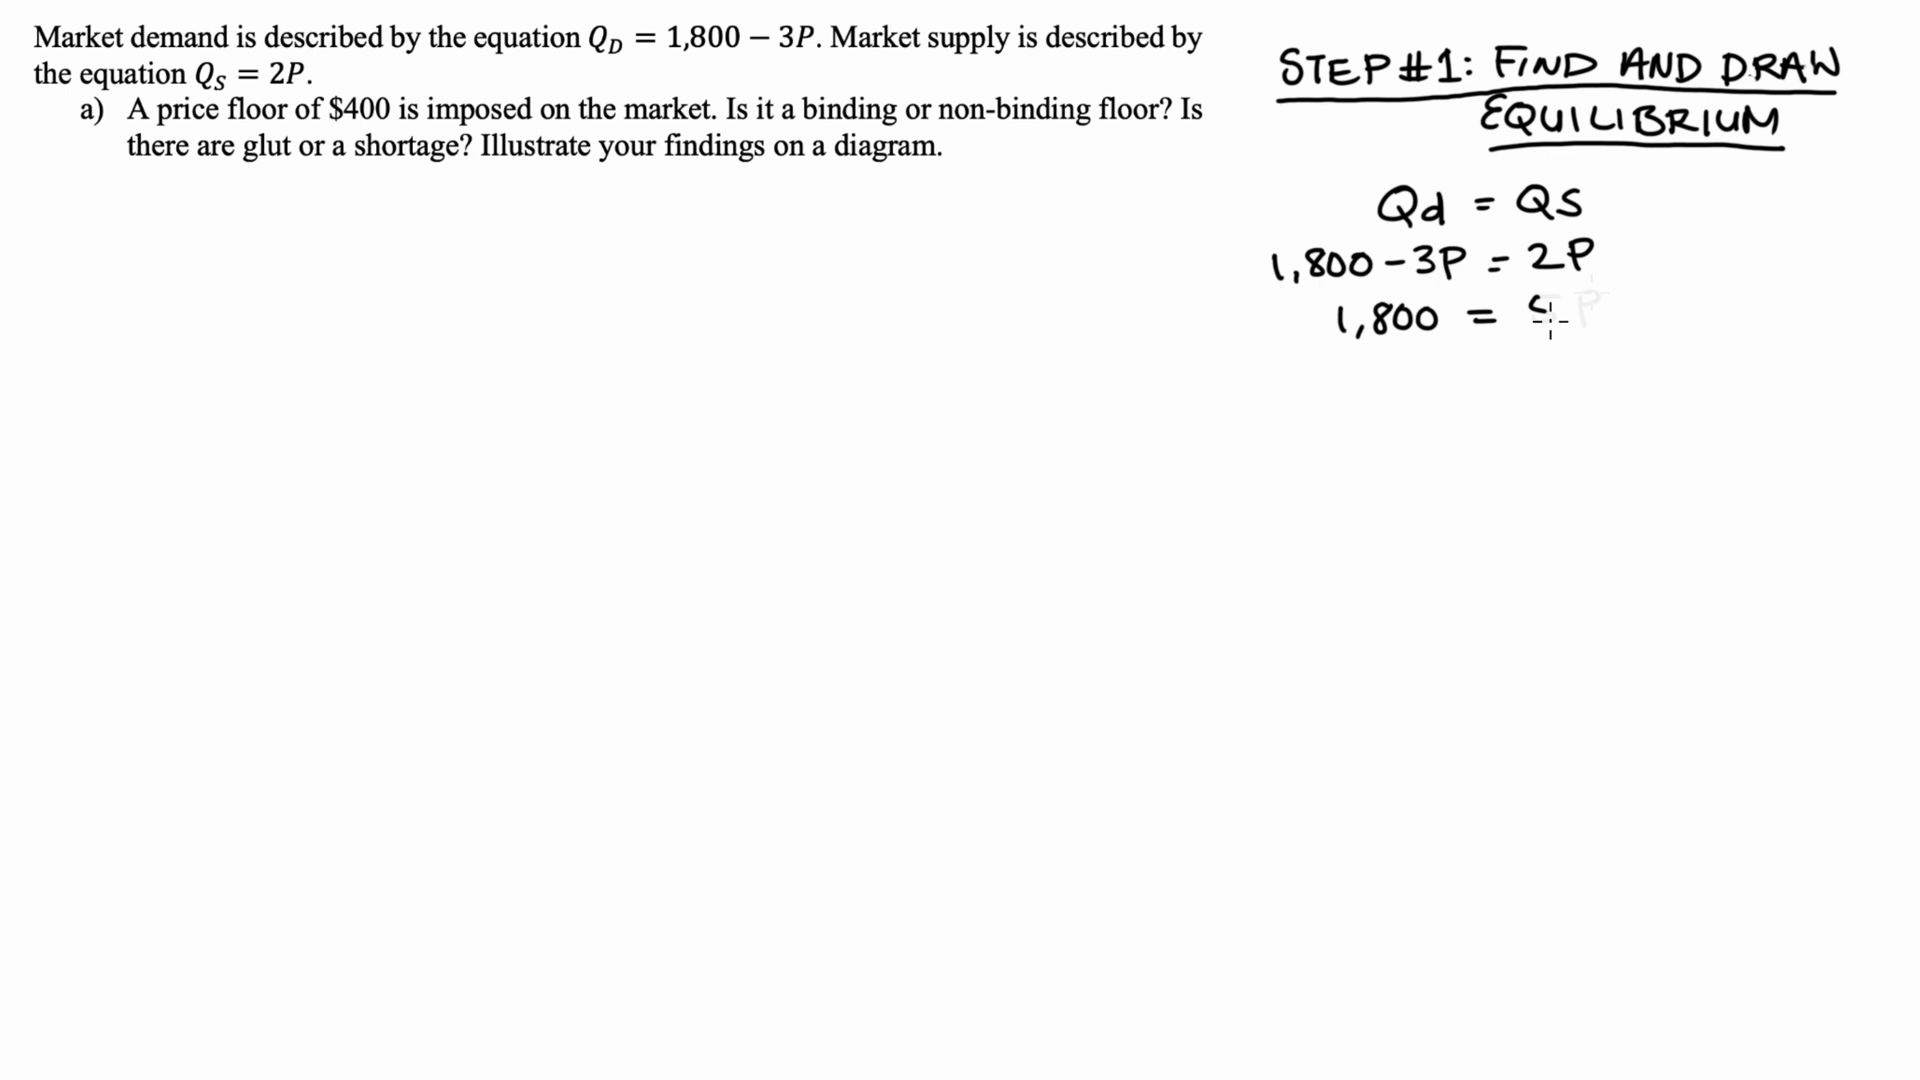 Market demand is described by the equation Q_D = 1,800 − 3P. Market supply is described by
the equation Q_S = 2P.
a) A price floor of $400 is imposed on the market. Is it a binding or non-binding floor? Is
there are glut or a shortage? Illustrate your findings on a diagram.
STEP #1: FIND AND DRAW
EQUILIBRIUM
Qd = QS
1,800 - 3P = 2P
1,800 =